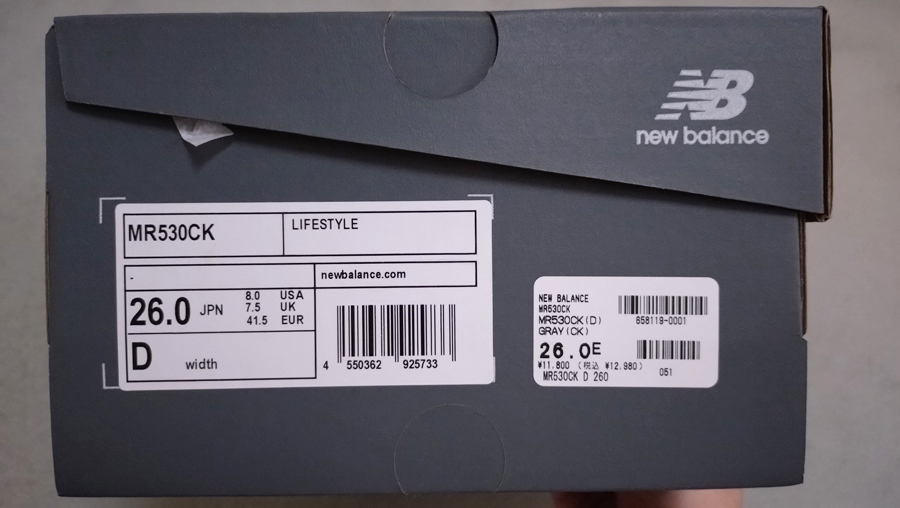 NB
new balance
MR530CK
LIFESTYLE
-
newbalance.com
26.0 JPN
8.0 USA
7.5 UK
41.5 EUR
D width
4 550362 925733
NEW BALANCE
MR530CK
MR530CK(D)
GRAY(CK)
658119-0001
26.0E
¥11,800 (税込 ¥12,980)
051
MR530CK D 260